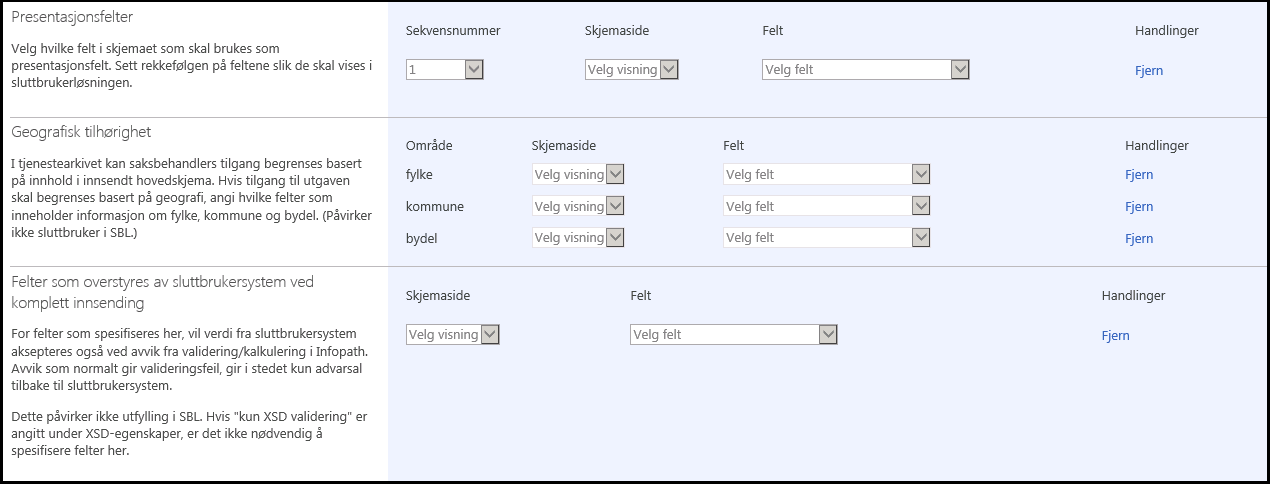 Presentasjonsfelter
Velg hvilke felt i skjemaet som skal brukes som
presentasjonsfelt. Sett rekkefølgen på feltene slik de skal vises i
sluttbrukerløsningen.
Sekvensnummer Skjemaside Felt Handlinger
1 Velg visning Velg felt Fjern
Geografisk tilhørighet
I tjenestearkivet kan saksbehandlers tilgang begrenses basert
på innhold i innsendt hovedskjema. Hvis tilgang til utgaven
skal begrenses basert på geografi, angi hvilke felter som
inneholder informasjon om fylke, kommune og bydel. (Påvirker
ikke sluttbruker i SBL.)
Område Skjemaside Felt Handlinger
fylke Velg visning Velg felt Fjern
kommune Velg visning Velg felt Fjern
bydel Velg visning Velg felt Fjern
Felter som overstyres av sluttbrukersystem ved
komplett innsending
For felter som spesifiseres her, vil verdi fra sluttbrukersystem
aksepteres også ved avvik fra validering/kalkulering i Infopath.
Avvik som normalt gir valideringsfeil, gir i stedet kun advarsal
tilbake til sluttbrukersystem.
Dette påvirker ikke utfylling i SBL. Hvis "kun XSD validering" er
angitt under XSD-egenskaper, er det ikke nødvendig å
spesifisere felter her.
Skjemaside Felt Handlinger
Velg visning Velg felt Fjern